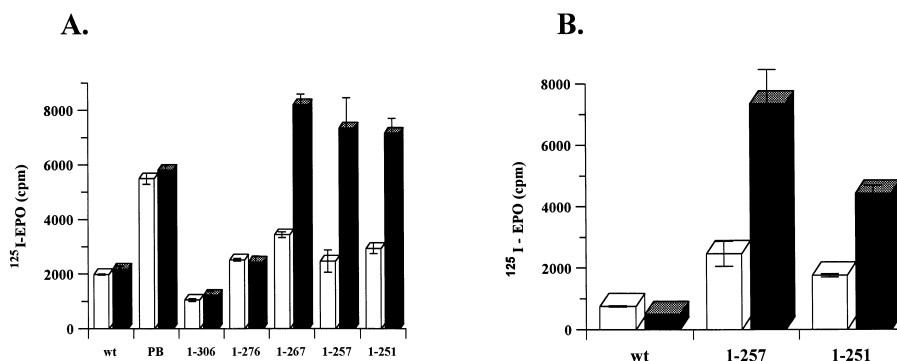 A.
B.
125I-EPO (cpm)
8000
6000
4000
2000
0
wt PB 1-306 1-276 1-267 1-257 1-251
125I - EPO (cpm)
8000
6000
4000
2000
0
wt 1-257 1-251